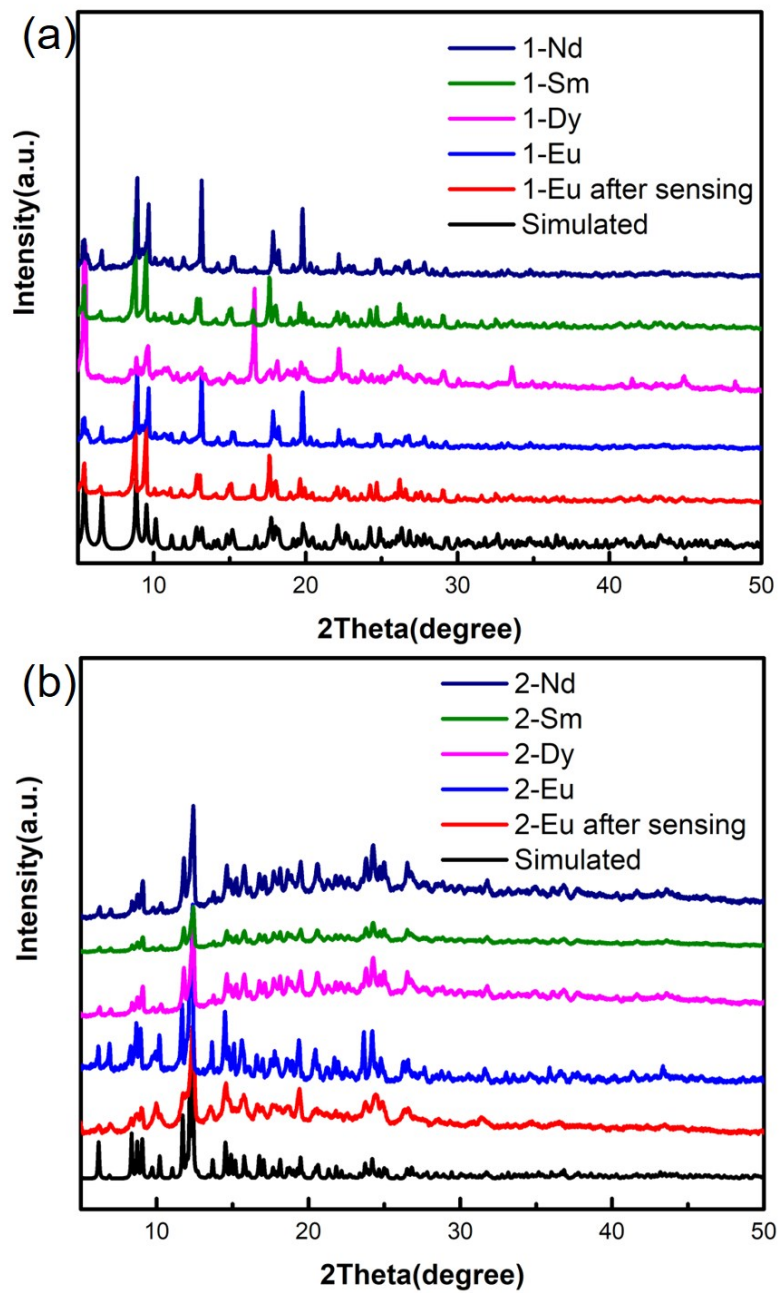 (a)
1-Nd
1-Sm
1-Dy
1-Eu
1-Eu after sensing
Simulated
Intensity(a.u.)
10 20 30 40 50
2Theta(degree)
(b)
2-Nd
2-Sm
2-Dy
2-Eu
2-Eu after sensing
Simulated
Intensity(a.u.)
10 20 30 40 50
2Theta(degree)